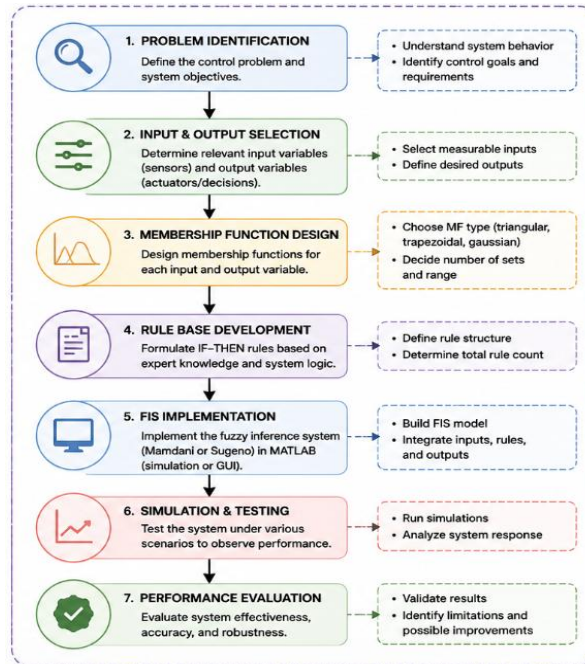 1. PROBLEM IDENTIFICATION
Define the control problem and
system objectives.
• Understand system behavior
• Identify control goals and
requirements
2. INPUT & OUTPUT SELECTION
Determine relevant input variables
(sensors) and output variables
(actuators/decisions).
• Select measurable inputs
• Define desired outputs
3. MEMBERSHIP FUNCTION DESIGN
Design membership functions for
each input and output variable.
• Choose MF type (triangular,
trapezoidal, gaussian)
• Decide number of sets
and range
4. RULE BASE DEVELOPMENT
Formulate IF–THEN rules based on
expert knowledge and system logic.
• Define rule structure
• Determine total rule count
5. FIS IMPLEMENTATION
Implement the fuzzy inference system
(Mamdani or Sugeno) in MATLAB
(simulation or GUI).
• Build FIS model
• Integrate inputs, rules,
and outputs
6. SIMULATION & TESTING
Test the system under various
scenarios to observe performance.
• Run simulations
• Analyze system response
7. PERFORMANCE EVALUATION
Evaluate system effectiveness,
accuracy, and robustness.
• Validate results
• Identify limitations and
possible improvements